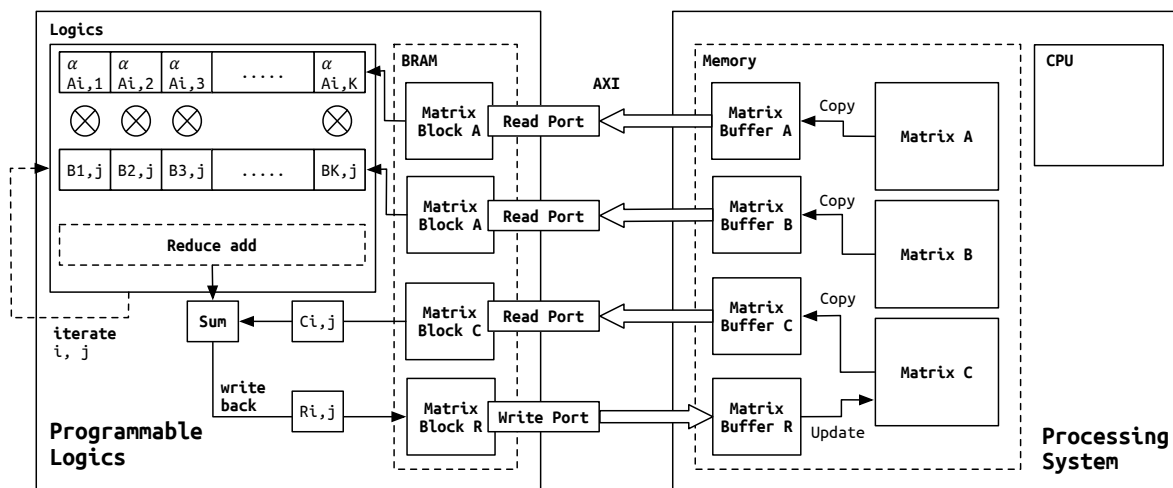 Logics
α α α α
Ai,1 Ai,2 Ai,3 ..... Ai,K
B1,j B2,j B3,j ..... BK,j
Reduce add
iterate
i, j
Sum
Ci,j
write
back
Ri,j
Programmable
Logics
BRAM
Matrix
Block A
Read Port
Matrix
Block A
Read Port
Matrix
Block C
Read Port
Matrix
Block R
Write Port
AXI
Memory
Matrix
Buffer A
Copy
Matrix A
Matrix
Buffer B
Copy
Matrix B
Matrix
Buffer C
Copy
Matrix C
Matrix
Buffer R
Update
CPU
Processing
System